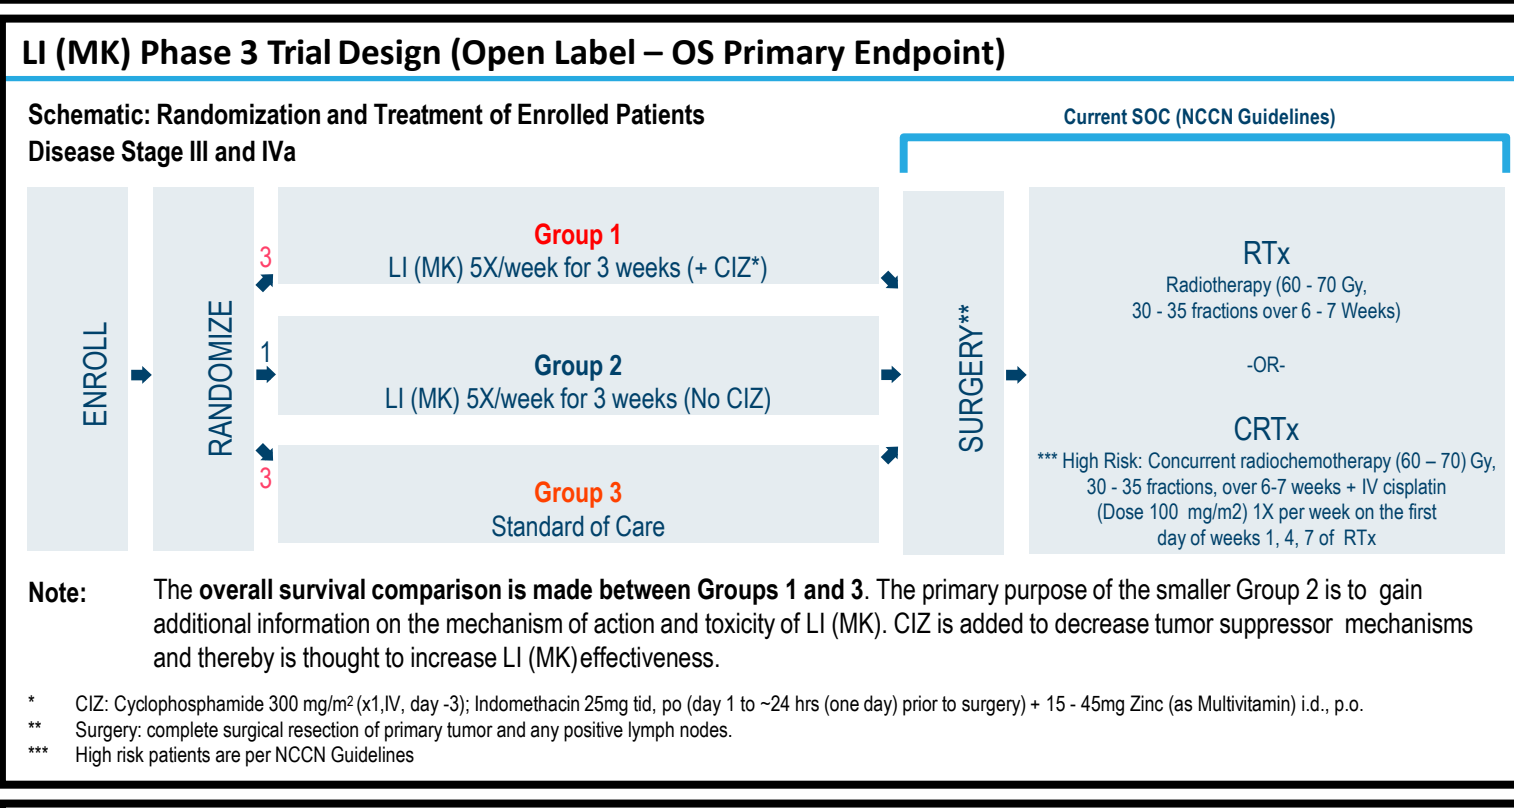 LI (MK) Phase 3 Trial Design (Open Label – OS Primary Endpoint)
Schematic: Randomization and Treatment of Enrolled Patients
Disease Stage III and IVa
Current SOC (NCCN Guidelines)
ENROLL
RANDOMIZE
3
Group 1
LI (MK) 5X/week for 3 weeks (+ CIZ*)
1
Group 2
LI (MK) 5X/week for 3 weeks (No CIZ)
3
Group 3
Standard of Care
SURGERY**
RTx
Radiotherapy (60 - 70 Gy,
30 - 35 fractions over 6 - 7 Weeks)
-OR-
CRTx
*** High Risk: Concurrent radiochemotherapy (60 – 70) Gy,
30 - 35 fractions, over 6-7 weeks + IV cisplatin
(Dose 100 mg/m2) 1X per week on the first
day of weeks 1, 4, 7 of RTx
Note: The overall survival comparison is made between Groups 1 and 3. The primary purpose of the smaller Group 2 is to gain
additional information on the mechanism of action and toxicity of LI (MK). CIZ is added to decrease tumor suppressor mechanisms
and thereby is thought to increase LI (MK) effectiveness.
* CIZ: Cyclophosphamide 300 mg/m² (x1,IV, day -3); Indomethacin 25mg tid, po (day 1 to ~24 hrs (one day) prior to surgery) + 15 - 45mg Zinc (as Multivitamin) i.d., p.o.
** Surgery: complete surgical resection of primary tumor and any positive lymph nodes.
*** High risk patients are per NCCN Guidelines